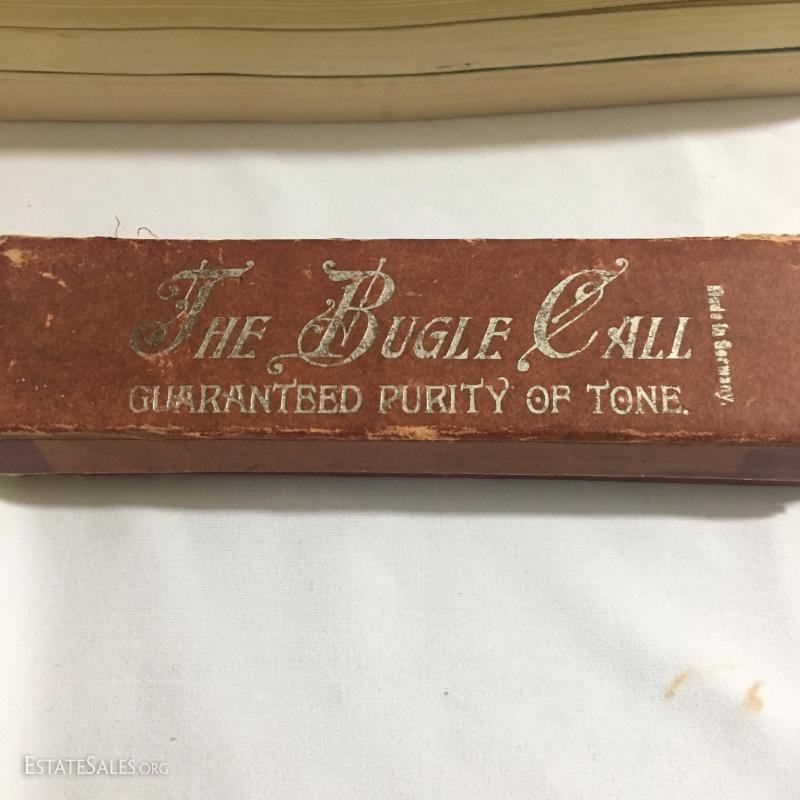 THE BUGLE CALL
GUARANTEED PURITY OF TONE.
Made in Germany.
ESTATESALES.ORG